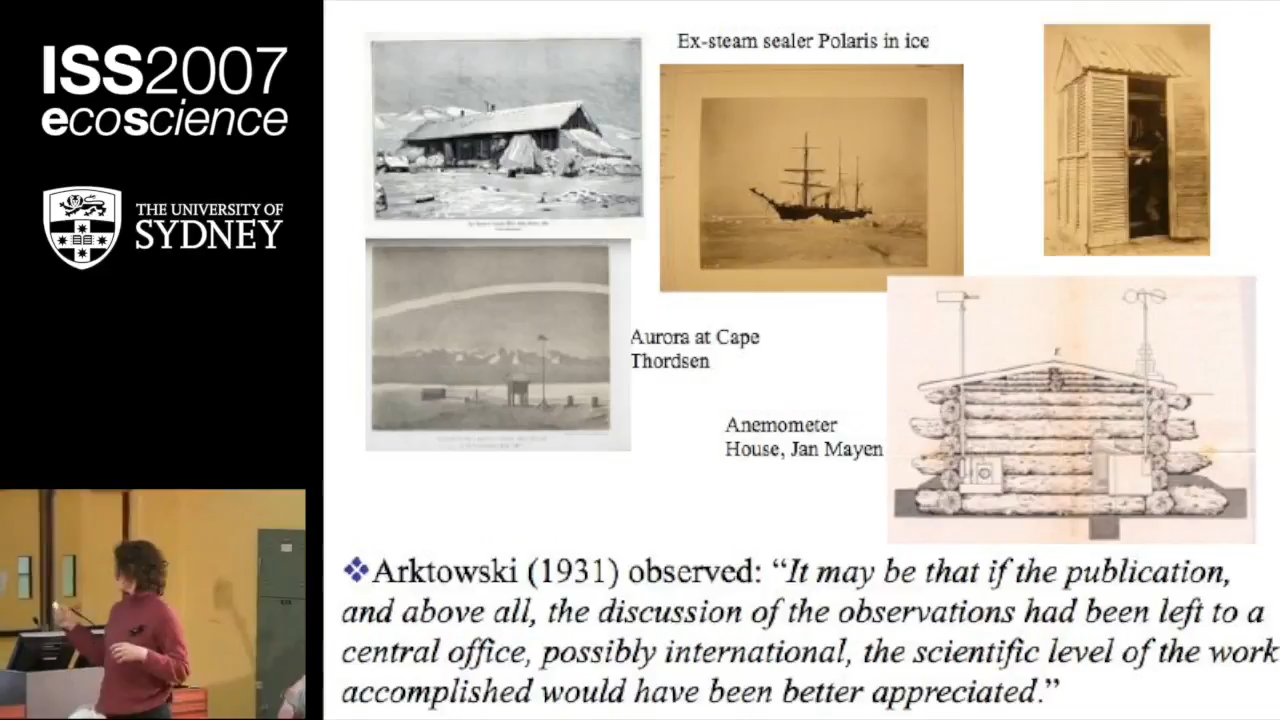 ISS2007
ecoscience
THE UNIVERSITY OF
SYDNEY
Ex-steam sealer Polaris in ice
Aurora at Cape
Thordsen
Anemometer
House, Jan Mayen
❖Arktowski (1931) observed: “It may be that if the publication,
and above all, the discussion of the observations had been left to a
central office, possibly international, the scientific level of the work
accomplished would have been better appreciated.”